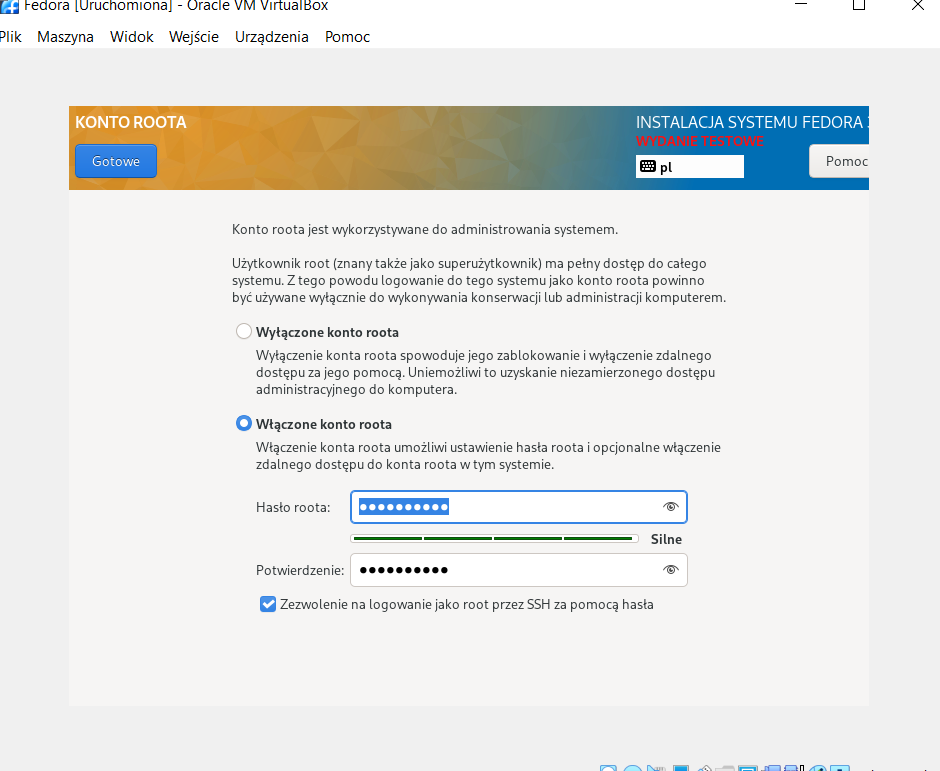 Fedora [Uruchomiona] - Oracle VM VirtualBox
Plik Maszyna Widok Wejście Urządzenia Pomoc
KONTO ROOTA
Gotowe
INSTALACJA SYSTEMU FEDORA
WYDANIE TESTOWE
pl
Pomoc
Konto roota jest wykorzystywane do administrowania systemem.
Użytkownik root (znany także jako superużytkownik) ma pełny dostęp do całego
systemu. Z tego powodu logowanie do tego systemu jako konto roota powinno
być używane wyłącznie do wykonywania konserwacji lub administracji komputerem.
Wyłączone konto roota
Wyłączenie konta roota spowoduje jego zablokowanie i wyłączenie zdalnego
dostępu za jego pomocą. Uniemożliwi to uzyskanie niezamierzonego dostępu
administracyjnego do komputera.
Włączone konto roota
Włączenie konta roota umożliwi ustawienie hasła roota i opcjonalne włączenie
zdalnego dostępu do konta roota w tym systemie.
Hasło roota: ●●●●●●●●●●
Silne
Potwierdzenie: ●●●●●●●●●●
Zezwolenie na logowanie jako root przez SSH za pomocą hasła